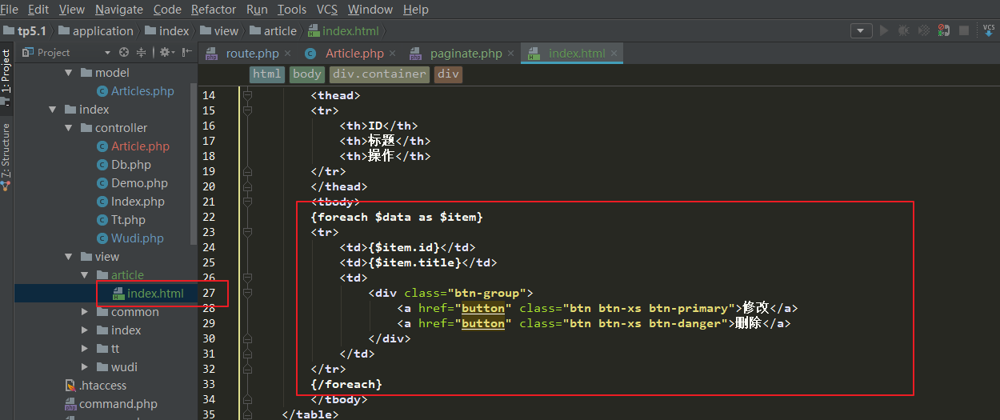 File Edit View Navigate Code Refactor Run Tools VCS Window Help
tp5.1 application index view article index.html
VCS
1: Project
7: Structure
Project
route.php Article.php paginate.php index.html
html body div.container div
model
Articles.php
index
controller
Article.php
Db.php
Demo.php
Index.php
Tt.php
Wudi.php
view
article
index.html
common
index
tt
wudi
.htaccess
command.php
14 <thead>
15 <tr>
16 <th>ID</th>
17 <th>标题</th>
18 <th>操作</th>
19 </tr>
20 </thead>
21 <tbody>
22 {foreach $data as $item}
23 <tr>
24 <td>{$item.id}</td>
25 <td>{$item.title}</td>
26 <td>
27 <div class="btn-group">
28 <a href="button" class="btn btn-xs btn-primary">修改</a>
29 <a href="button" class="btn btn-xs btn-danger">删除</a>
30 </div>
31 </td>
32 </tr>
33 {/foreach}
34 </tbody>
35 </table>